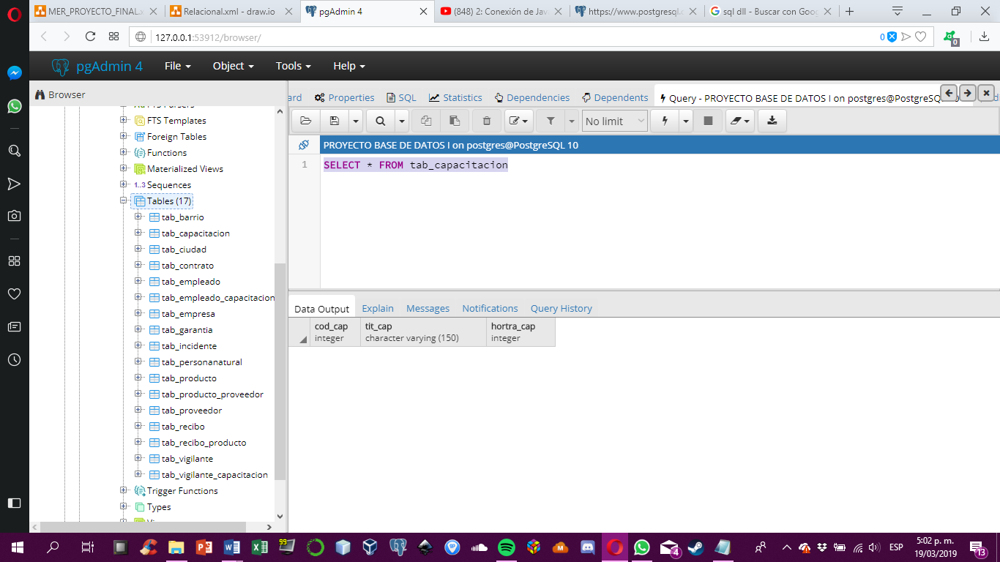 MER_PROYECTO_FINAL.x
Relacional.xml - draw.io
pgAdmin 4
(848) 2: Conexión de Jav
https://www.postgresql.c
sql dll - Buscar con Goog
127.0.0.1:53912/browser/
0
0
pgAdmin 4
File
Object
Tools
Help
Browser
ard
Properties
SQL
Statistics
Dependencies
Dependents
Query - PROYECTO BASE DE DATOS I on postgres@PostgreSQL 10
No limit
PROYECTO BASE DE DATOS I on postgres@PostgreSQL 10
1
SELECT * FROM tab_capacitacion
FTS Parsers
FTS Templates
Foreign Tables
Functions
Materialized Views
1..3 Sequences
Tables (17)
tab_barrio
tab_capacitacion
tab_ciudad
tab_contrato
tab_empleado
tab_empleado_capacitacion
tab_empresa
tab_garantia
tab_incidente
tab_personanatural
tab_producto
tab_producto_proveedor
tab_proveedor
tab_recibo
tab_recibo_producto
tab_vigilante
tab_vigilante_capacitacion
Trigger Functions
Types
Data Output
Explain
Messages
Notifications
Query History
cod_cap
integer
tit_cap
character varying (150)
hortra_cap
integer
99
4
ESP
5:02 p. m.
19/03/2019
13